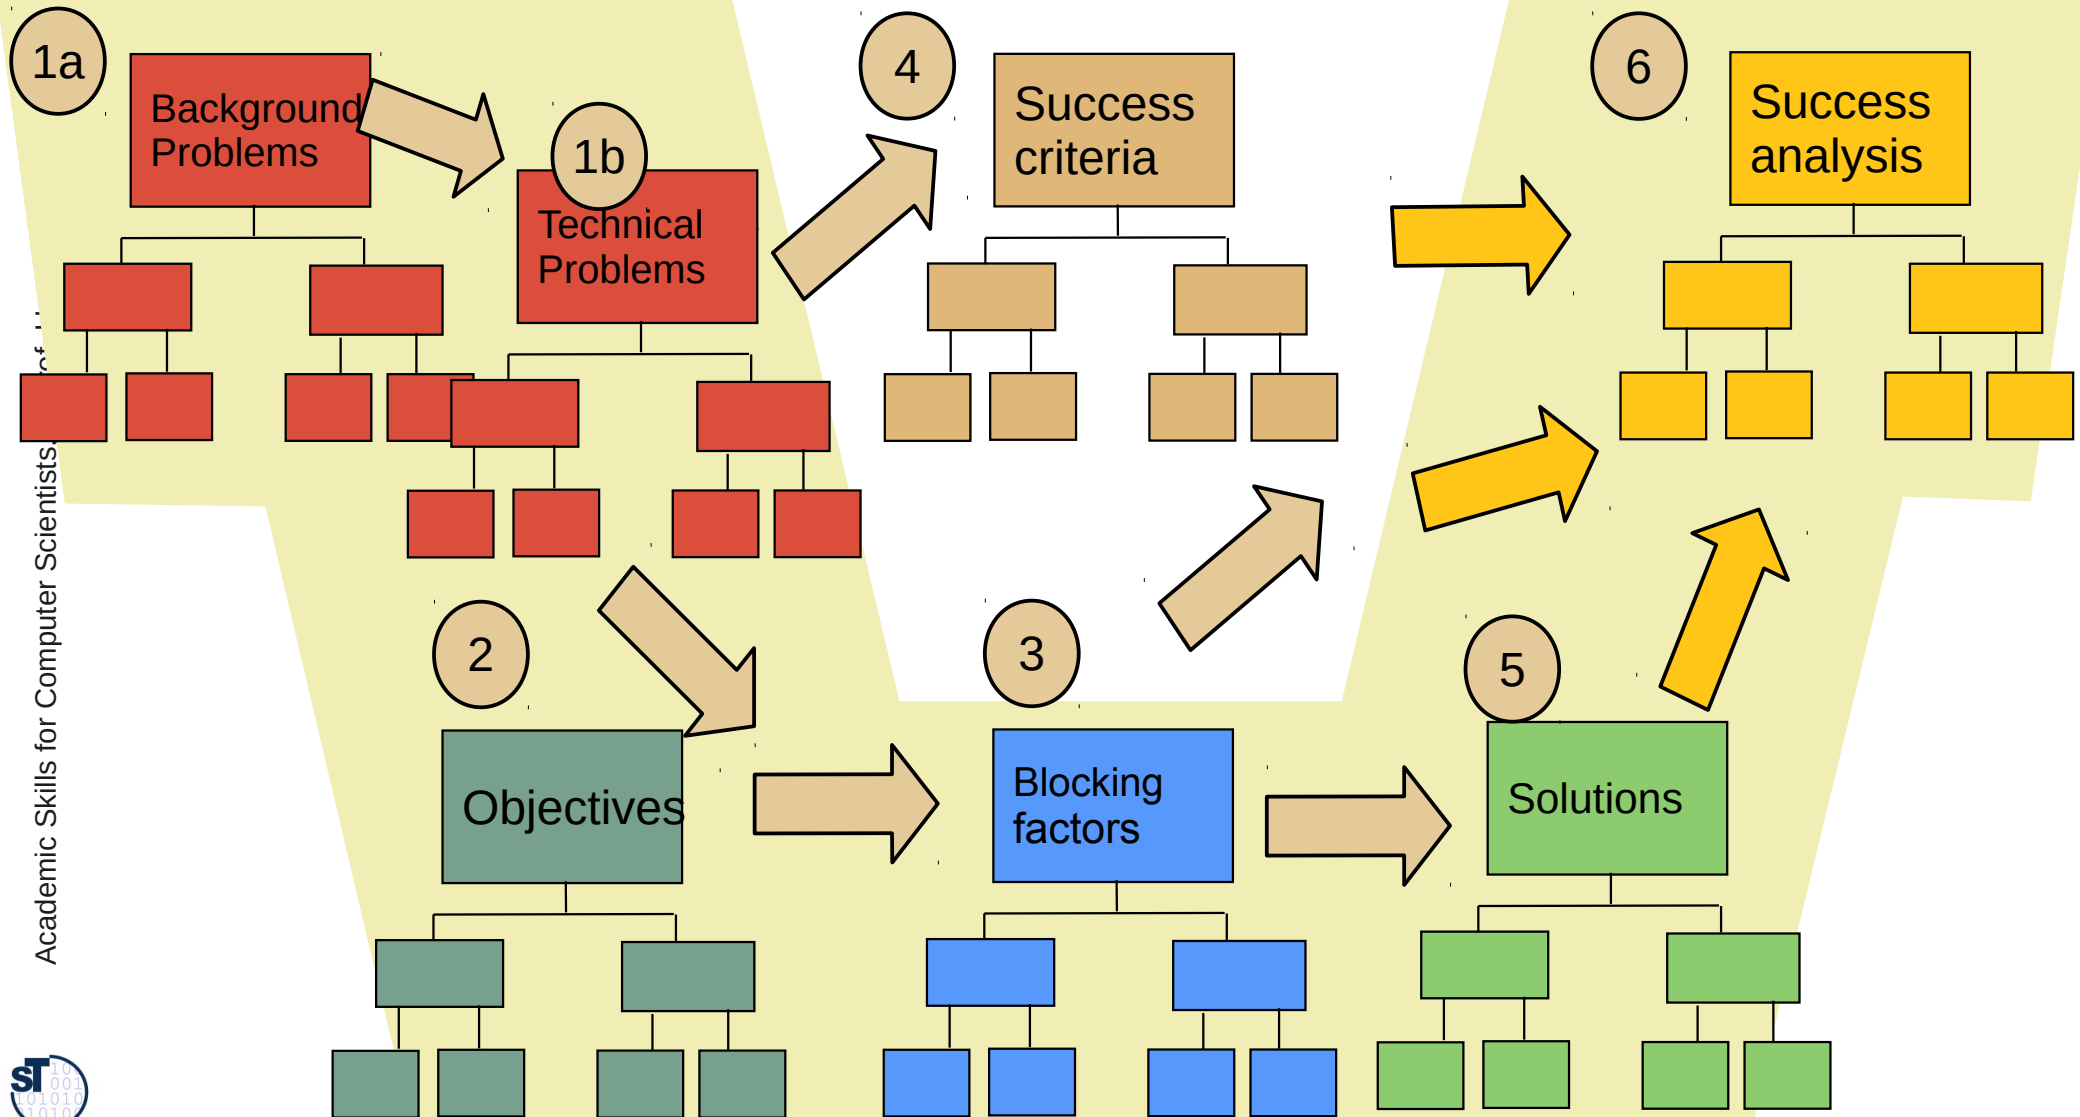 1a
Background
Problems
1b
Technical
Problems
4
Success
criteria
6
Success
analysis
2
Objectives
3
Blocking
factors
5
Solutions
Academic Skills for Computer Scientists
ST